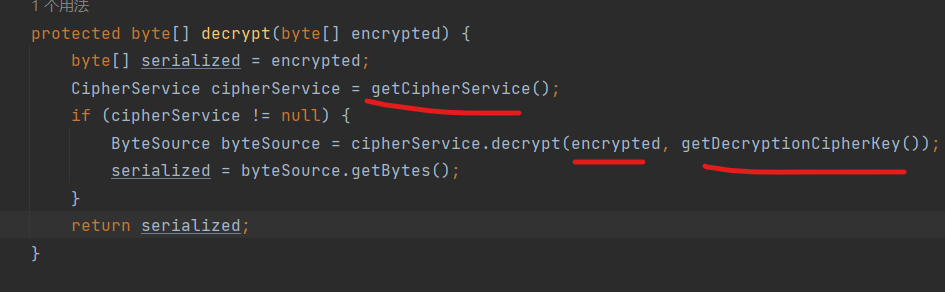 1 个用法
protected byte[] decrypt(byte[] encrypted) {
    byte[] serialized = encrypted;
    CipherService cipherService = getCipherService();
    if (cipherService != null) {
        ByteSource byteSource = cipherService.decrypt(encrypted, getDecryptionCipherKey());
        serialized = byteSource.getBytes();
    }
    return serialized;
}